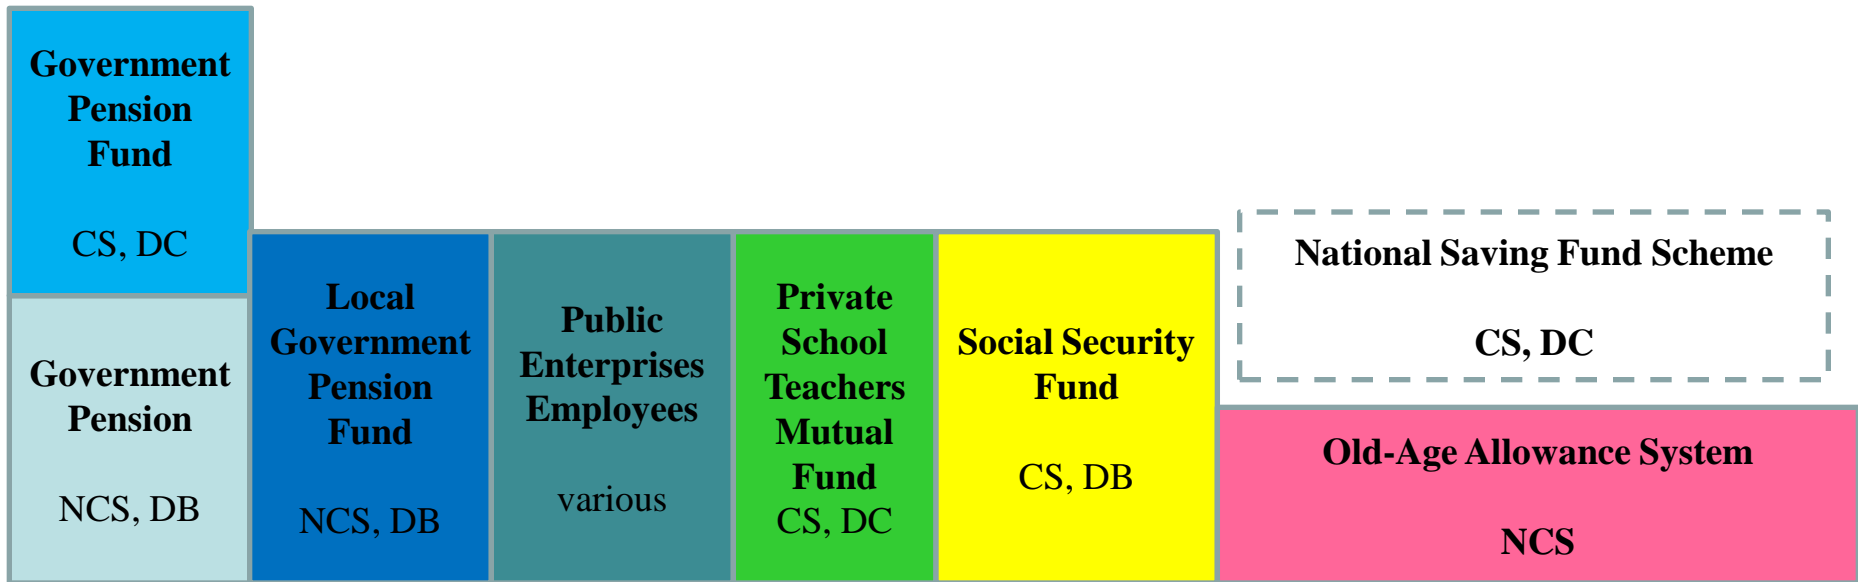 Government
Pension
Fund
CS, DC
Government
Pension
NCS, DB
Local
Government
Pension
Fund
NCS, DB
Public
Enterprises
Employees
various
Private
School
Teachers
Mutual
Fund
CS, DC
Social Security
Fund
CS, DB
National Saving Fund Scheme
CS, DC
Old-Age Allowance System
NCS